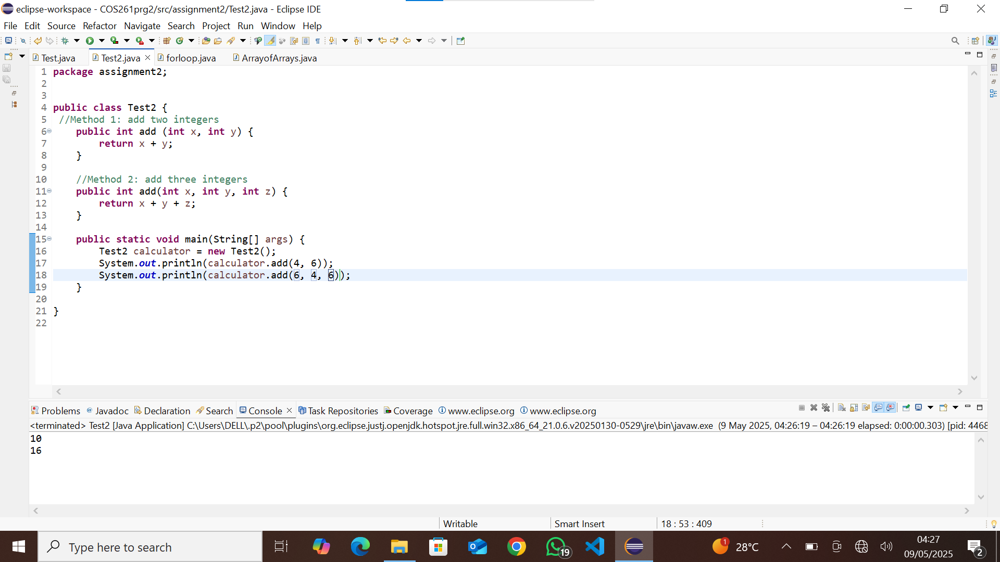 eclipse-workspace - COS261prg2/src/assignment2/Test2.java - Eclipse IDE
File Edit Source Refactor Navigate Search Project Run Window Help
Test.java Test2.java forloop.java ArrayofArrays.java
1 package assignment2;
2
3
4 public class Test2 {
5 //Method 1: add two integers
6 public int add (int x, int y) {
7 return x + y;
8 }
9
10 //Method 2: add three integers
11 public int add(int x, int y, int z) {
12 return x + y + z;
13 }
14
15 public static void main(String[] args) {
16 Test2 calculator = new Test2();
17 System.out.println(calculator.add(4, 6));
18 System.out.println(calculator.add(6, 4, 6));
19 }
20
21 }
22
Problems @ Javadoc Declaration Search Console Task Repositories Coverage www.eclipse.org www.eclipse.org
<terminated> Test2 [Java Application] C:\Users\DELL\.p2\pool\plugins\org.eclipse.justj.openjdk.hotspot.jre.full.win32.x86_64_21.0.6.v20250130-0529\jre\bin\javaw.exe (9 May 2025, 04:26:19 – 04:26:19 elapsed: 0:00:00.303) [pid: 4468
10
16
Writable Smart Insert 18 : 53 : 409
Type here to search 19 1 28°C 04:27 2
09/05/2025